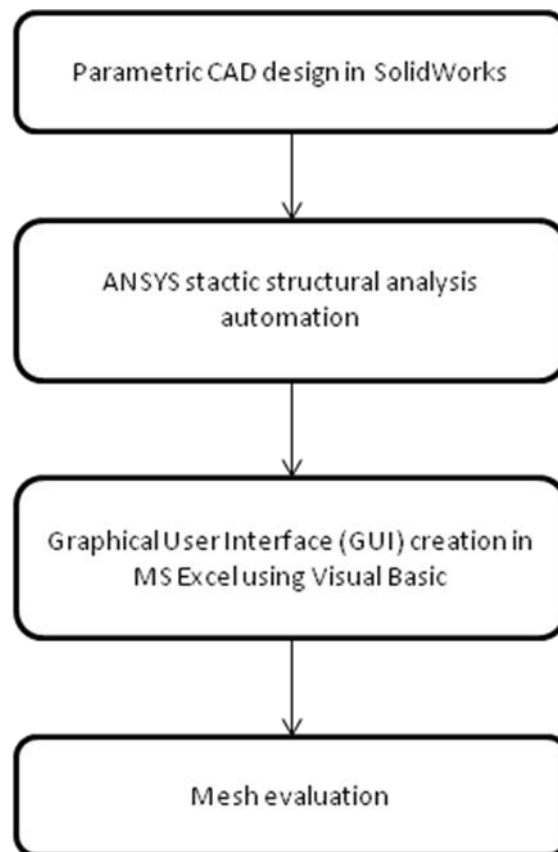 Parametric CAD design in SolidWorks
ANSYS stactic structural analysis
automation
Graphical User Interface (GUI) creation in
MS Excel using Visual Basic
Mesh evaluation